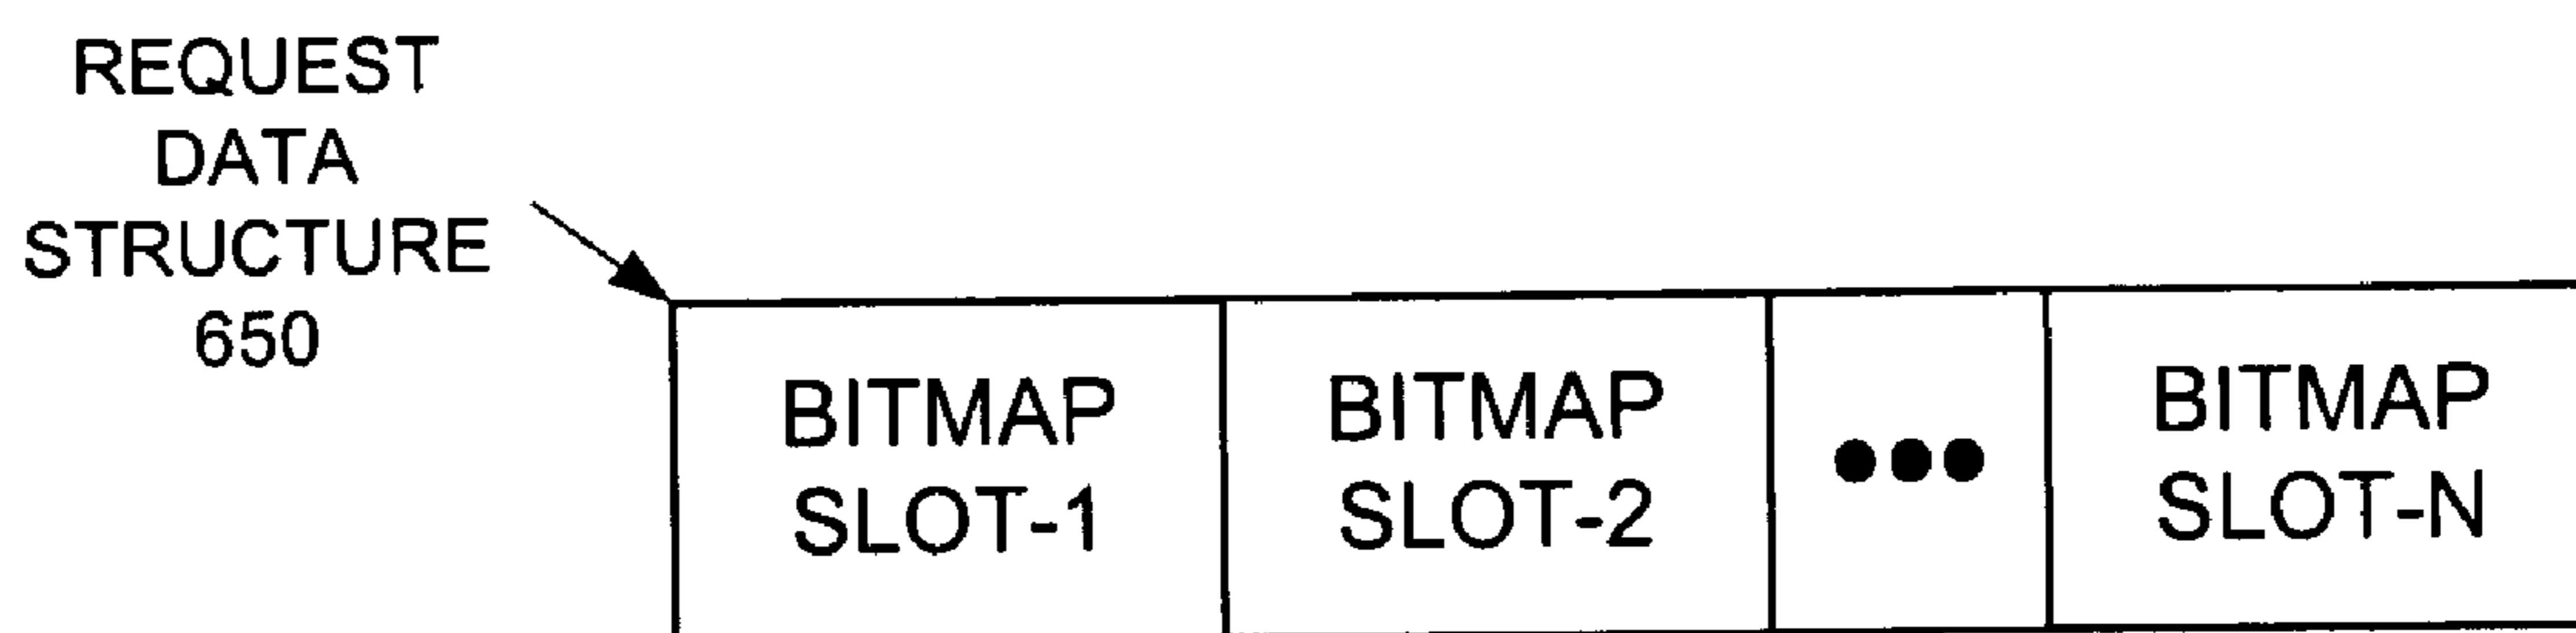 REQUEST
DATA
STRUCTURE
650
BITMAP
SLOT-1
BITMAP
SLOT-2
●●●
BITMAP
SLOT-N